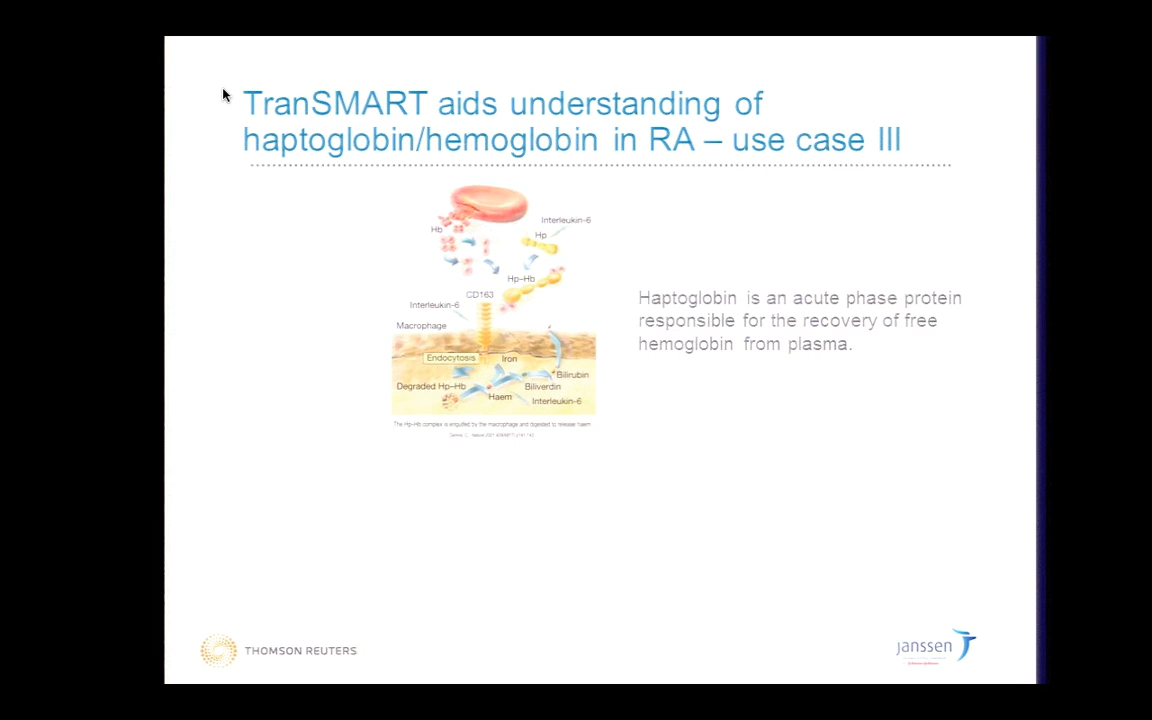 TranSMART aids understanding of
haptoglobin/hemoglobin in RA – use case III
Interleukin-6
Hb
Hp
Hp–Hb
CD163
Interleukin-6
Macrophage
Endocytosis
Iron
Bilirubin
Degraded Hp–Hb
Biliverdin
Haem
Interleukin-6
The Hp–Hb complex is engulfed by the macrophage and digested to release haem
Haptoglobin is an acute phase protein
responsible for the recovery of free
hemoglobin from plasma.
THOMSON REUTERS
janssen